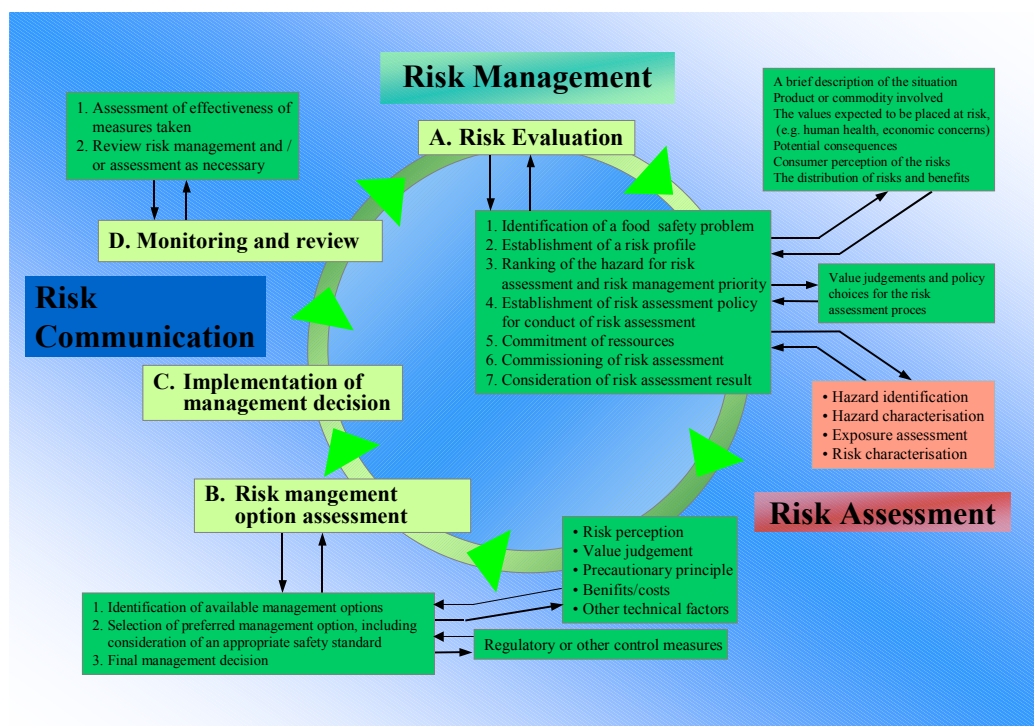 Risk Management
A. Risk Evaluation
1. Assessment of effectiveness of
measures taken
2. Review risk management and /
or assessment as necessary
D. Monitoring and review
Risk
Communication
C. Implementation of
management decision
B. Risk mangement
option assessment
1. Identification of a food safety problem
2. Establishment of a risk profile
3. Ranking of the hazard for risk
assessment and risk management priority
4. Establishment of risk assessment policy
for conduct of risk assessment
5. Commitment of ressources
6. Commissioning of risk assessment
7. Consideration of risk assessment result
A brief description of the situation
Product or commodity involved
The values expected to be placed at risk,
(e.g. human health, economic concerns)
Potential consequences
Consumer perception of the risks
The distribution of risks and benefits
Value judgements and policy
choices for the risk
assessment proces
• Hazard identification
• Hazard characterisation
• Exposure assessment
• Risk characterisation
Risk Assessment
• Risk perception
• Value judgement
• Precautionary principle
• Benifits/costs
• Other technical factors
1. Identification of available management options
2. Selection of preferred management option, including
consideration of an appropriate safety standard
3. Final management decision
Regulatory or other control measures